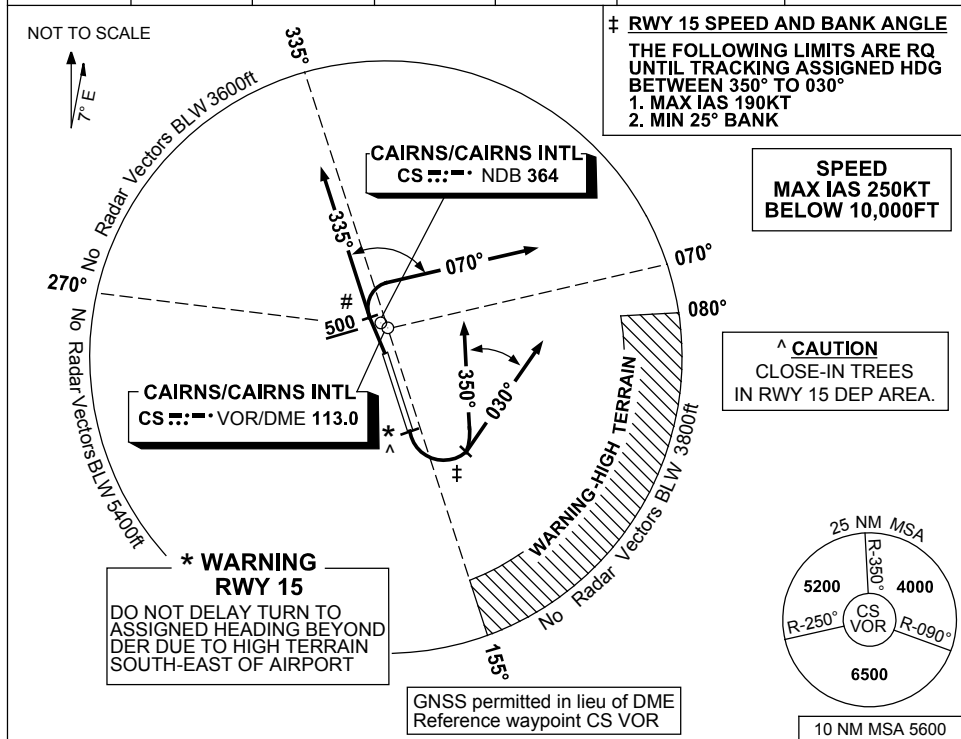 NOT TO SCALE
7° E
‡ RWY 15 SPEED AND BANK ANGLE
THE FOLLOWING LIMITS ARE RQ
UNTIL TRACKING ASSIGNED HDG
BETWEEN 350° TO 030°
1. MAX IAS 190KT
2. MIN 25° BANK
335°
No Radar Vectors BLW 3600ft
CAIRNS/CAIRNS INTL
CS NDB 364
SPEED
MAX IAS 250KT
BELOW 10,000FT
335°
070°
070°
270°
#
500
080°
No Radar Vectors BLW 5400ft
^ CAUTION
CLOSE-IN TREES
IN RWY 15 DEP AREA.
350°
030°
CAIRNS/CAIRNS INTL
CS VOR/DME 113.0
*
^
‡
WARNING-HIGH TERRAIN
No Radar Vectors BLW 3800ft
* WARNING
RWY 15
DO NOT DELAY TURN TO
ASSIGNED HEADING BEYOND
DER DUE TO HIGH TERRAIN
SOUTH-EAST OF AIRPORT
155°
GNSS permitted in lieu of DME
Reference waypoint CS VOR
25 NM MSA
R-350°
5200
4000
CS
VOR
R-250°
R-090°
6500
10 NM MSA 5600